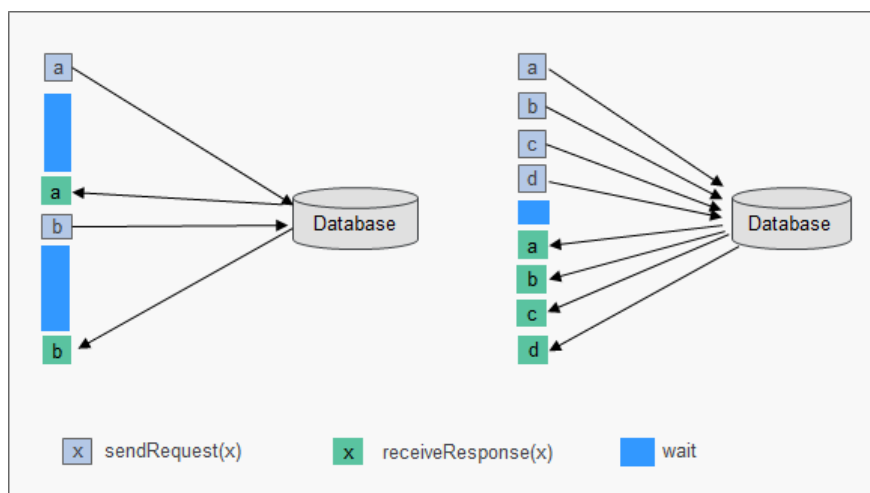 a
a
b
b
Database
a
b
c
d
a
b
c
d
Database
x sendRequest(x)
x receiveResponse(x)
wait